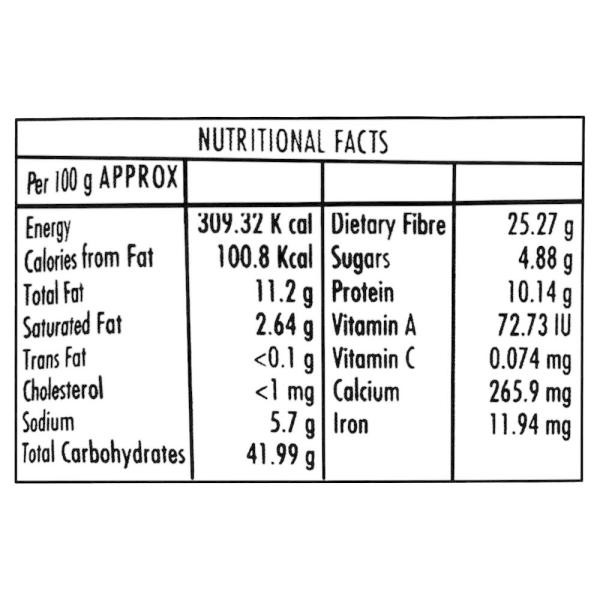 NUTRITIONAL FACTS
Per 100 g APPROX
Energy 309.32 K cal Dietary Fibre 25.27 g
Calories from Fat 100.8 Kcal Sugars 4.88 g
Total Fat 11.2 g Protein 10.14 g
Saturated Fat 2.64 g Vitamin A 72.73 IU
Trans Fat <0.1 g Vitamin C 0.074 mg
Cholesterol <1 mg Calcium 265.9 mg
Sodium 5.7 g Iron 11.94 mg
Total Carbohydrates 41.99 g